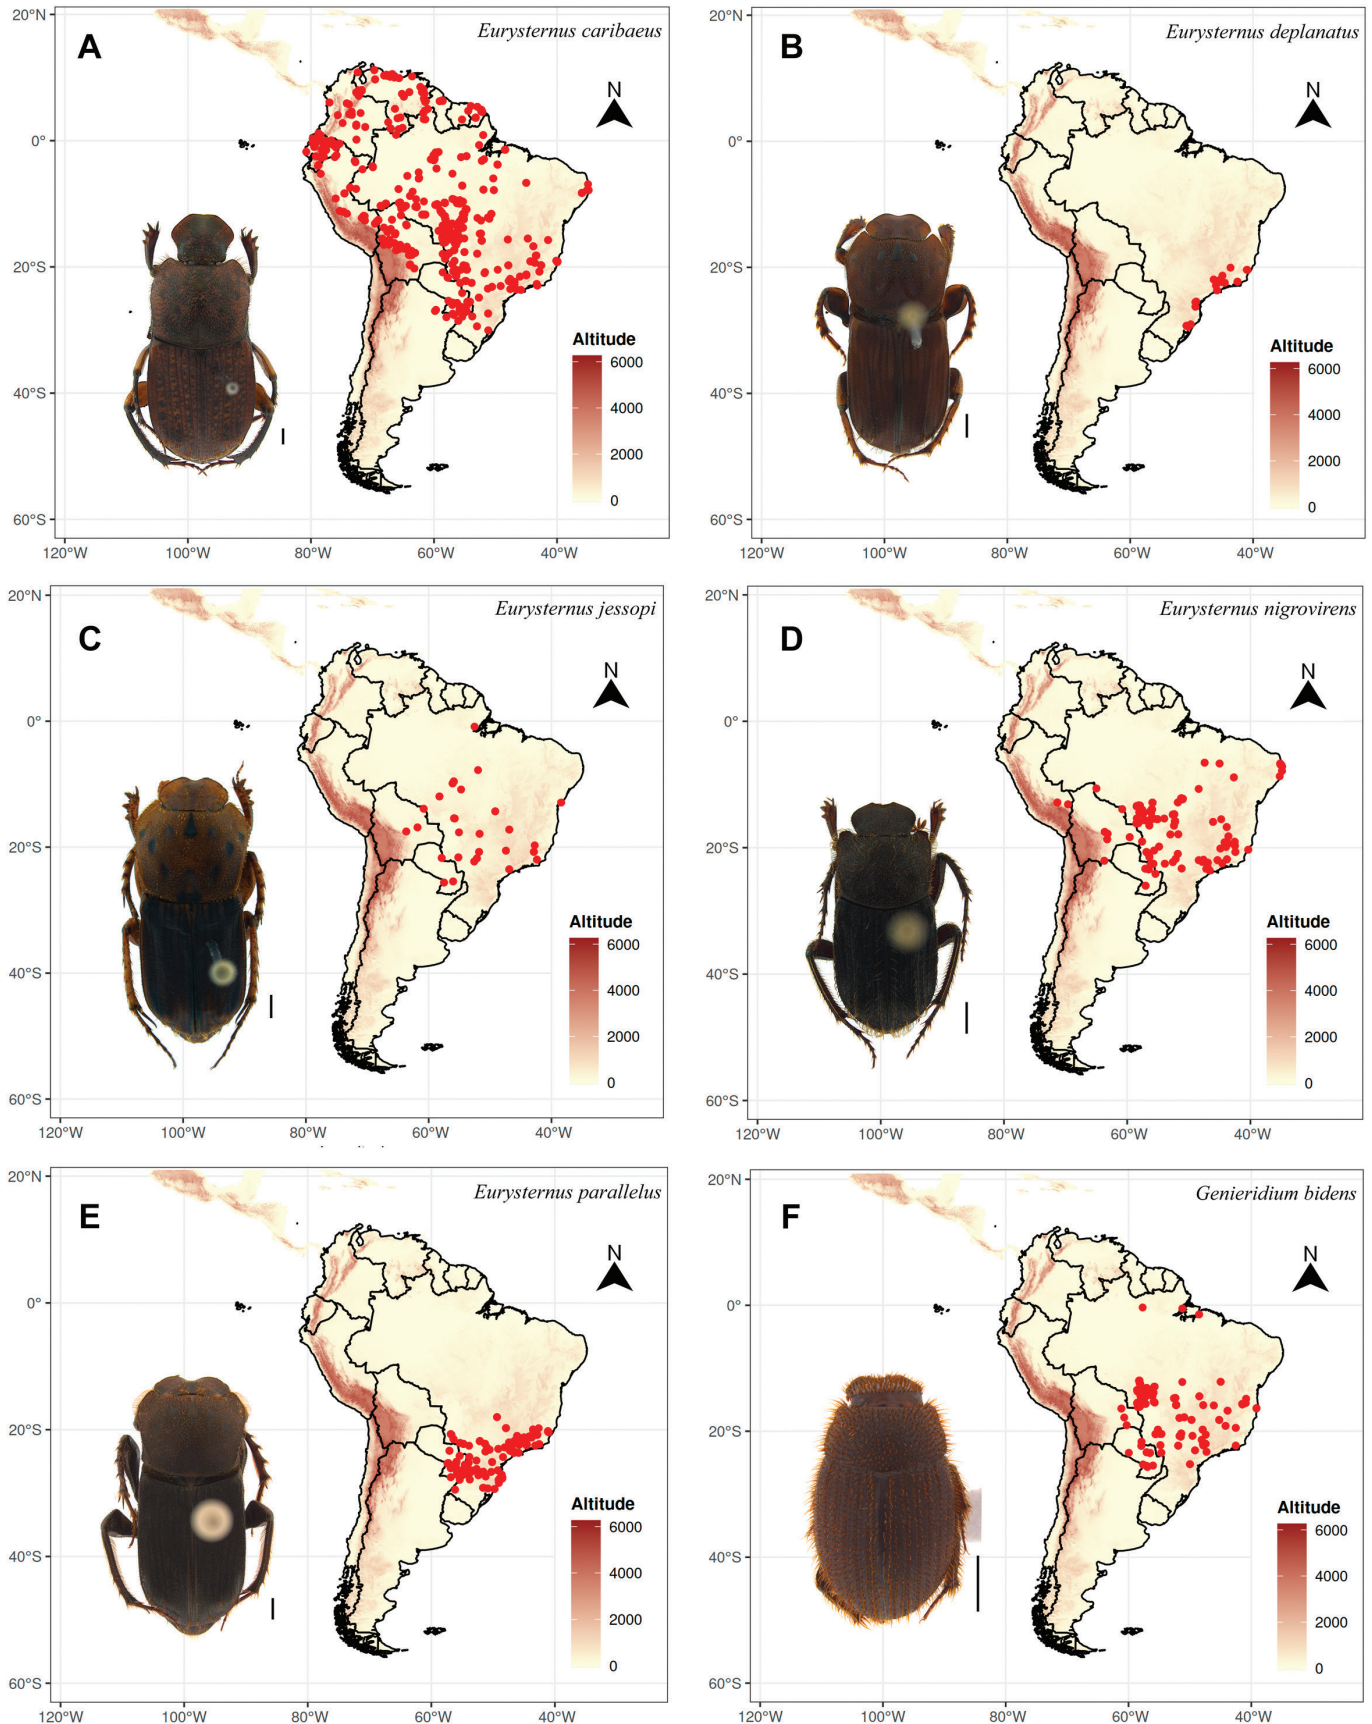 A
Eurysternus caribaeus
N
20°N
0°
20°S
40°S
60°S
120°W 100°W 80°W 60°W 40°W
Altitude
6000
4000
2000
0
B
Eurysternus deplanatus
N
20°N
0°
20°S
40°S
60°S
120°W 100°W 80°W 60°W 40°W
Altitude
6000
4000
2000
0
C
Eurysternus jessopi
N
20°N
0°
20°S
40°S
60°S
120°W 100°W 80°W 60°W 40°W
Altitude
6000
4000
2000
0
D
Eurysternus nigrovirens
N
20°N
0°
20°S
40°S
60°S
120°W 100°W 80°W 60°W 40°W
Altitude
6000
4000
2000
0
E
Eurysternus parallelus
N
20°N
0°
20°S
40°S
60°S
120°W 100°W 80°W 60°W 40°W
Altitude
6000
4000
2000
0
F
Genieridium bidens
N
20°N
0°
20°S
40°S
60°S
120°W 100°W 80°W 60°W 40°W
Altitude
6000
4000
2000
0